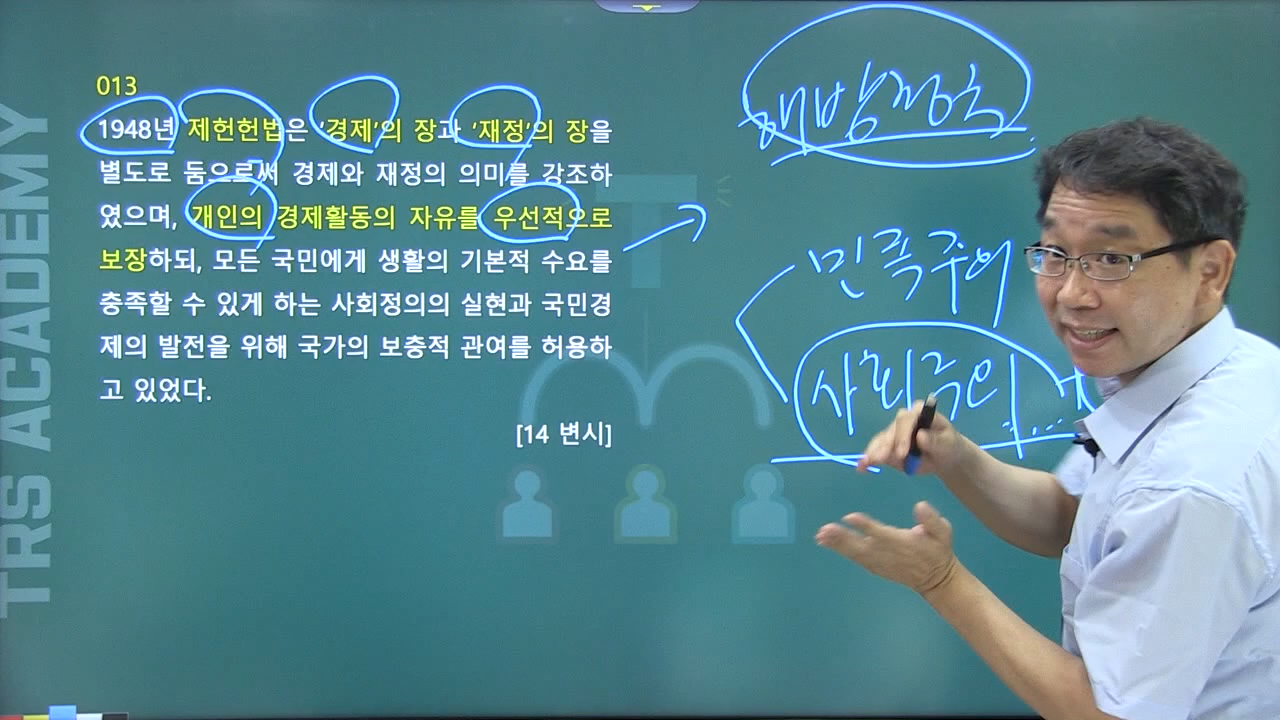 013
1948년 제헌헌법은 '경제'의 장과 '재정'의 장을
별도로 둠으로써 경제와 재정의 의미를 강조하
였으며, 개인의 경제활동의 자유를 우선적으로
보장하되, 모든 국민에게 생활의 기본적 수요를
충족할 수 있게 하는 사회정의의 실현과 국민경
제의 발전을 위해 국가의 보충적 관여를 허용하
고 있었다.
[14 변시]
해방정국
민족주의
사회주의
TRS ACADEMY